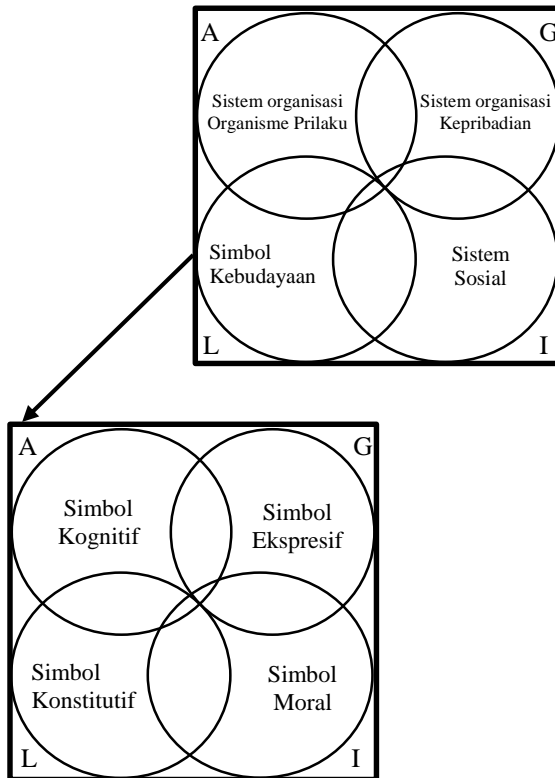 A
G
Sistem organisasi
Organisme Prilaku
Sistem organisasi
Kepribadian
Simbol
Kebudayaan
Sistem
Sosial
L
I
A
G
Simbol
Kognitif
Simbol
Ekspresif
Simbol
Konstitutif
Simbol
Moral
L
I